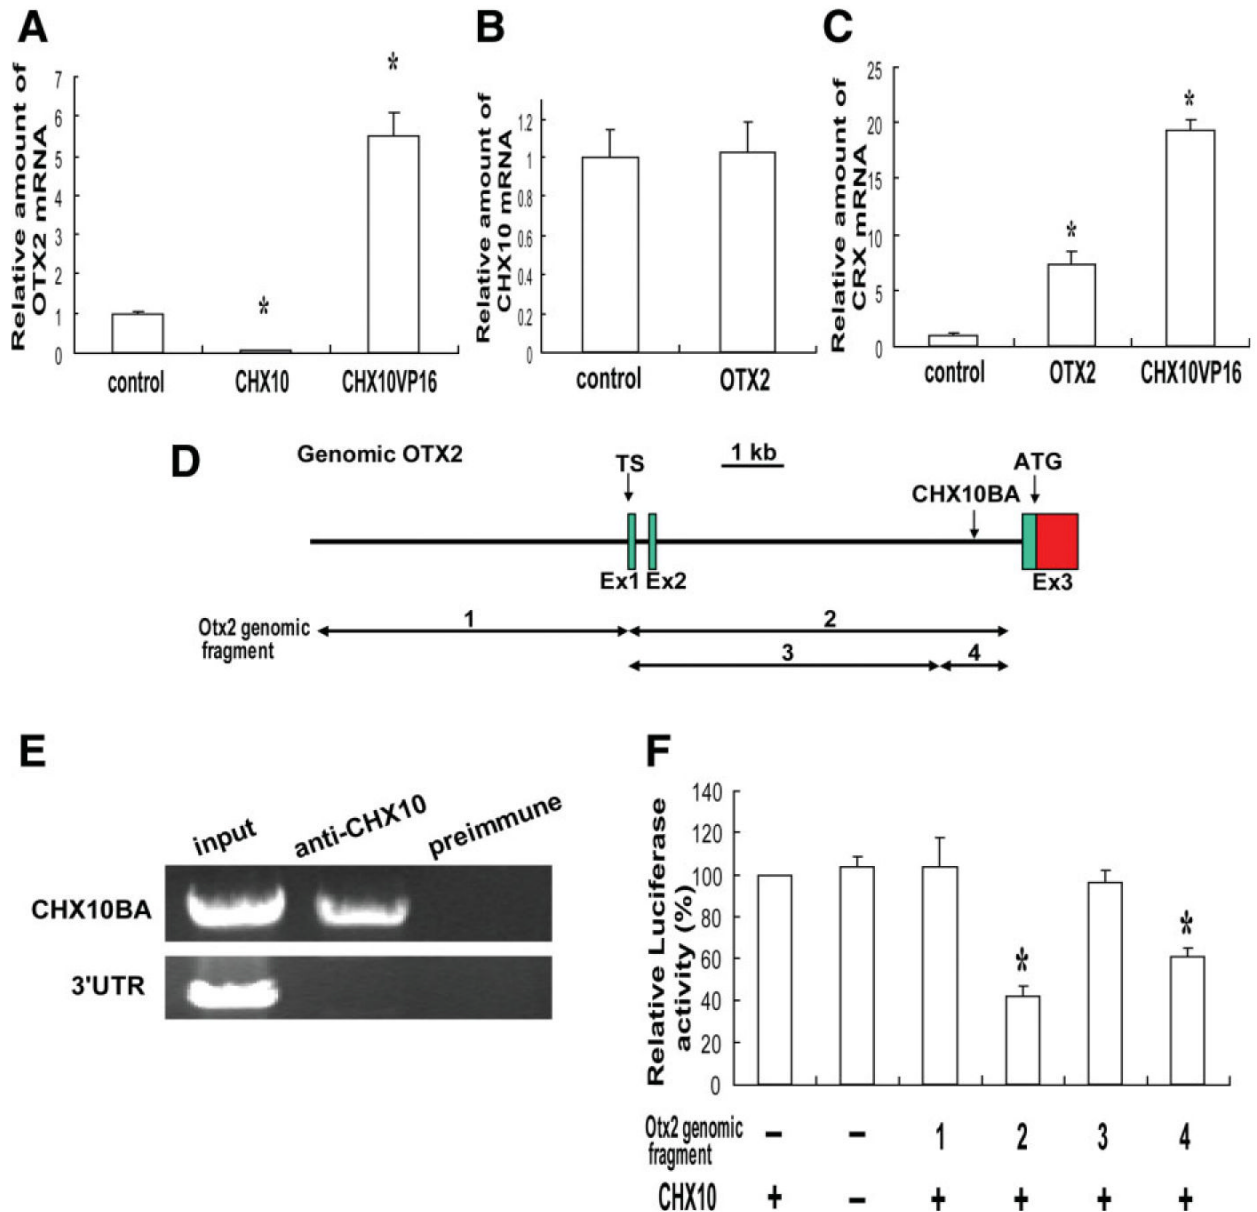 A
Relative amount of
OTX2 mRNA
7
6
5
4
3
2
1
0
*
*
control CHX10 CHX10VP16
B
Relative amount of
CHX10 mRNA
1.2
1
0.8
0.6
0.4
0.2
0
control OTX2
C
Relative amount of
CRX mRNA
25
20
15
10
5
0
*
*
control OTX2 CHX10VP16
D
Genomic OTX2
TS
1 kb
ATG
CHX10BA
Ex1 Ex2
Ex3
Otx2 genomic
fragment
1
2
3
4
E
input anti-CHX10 preimmune
CHX10BA
3'UTR
F
Relative Luciferase
activity (%)
140
120
100
80
60
40
20
0
*
*
Otx2 genomic
fragment
– – 1 2 3 4
CHX10 + – + + + +